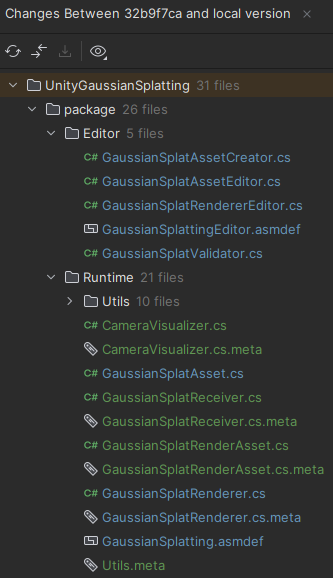 Changes Between 32b9f7ca and local version
UnityGaussianSplatting 31 files
package 26 files
Editor 5 files
C# GaussianSplatAssetCreator.cs
C# GaussianSplatAssetEditor.cs
C# GaussianSplatRendererEditor.cs
GaussianSplattingEditor.asmdef
C# GaussianSplatValidator.cs
Runtime 21 files
Utils 10 files
C# CameraVisualizer.cs
CameraVisualizer.cs.meta
C# GaussianSplatAsset.cs
C# GaussianSplatReceiver.cs
GaussianSplatReceiver.cs.meta
C# GaussianSplatRenderAsset.cs
GaussianSplatRenderAsset.cs.meta
C# GaussianSplatRenderer.cs
GaussianSplatRenderer.cs.meta
GaussianSplatting.asmdef
Utils.meta